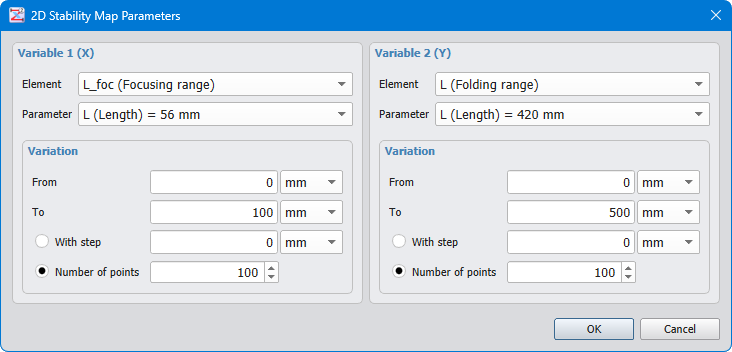 2D Stability Map Parameters
Variable 1 (X)
Element L_foc (Focusing range)
Parameter L (Length) = 56 mm
Variation
From 0 mm
To 100 mm
With step 0 mm
Number of points 100
Variable 2 (Y)
Element L (Folding range)
Parameter L (Length) = 420 mm
Variation
From 0 mm
To 500 mm
With step 0 mm
Number of points 100
OK Cancel